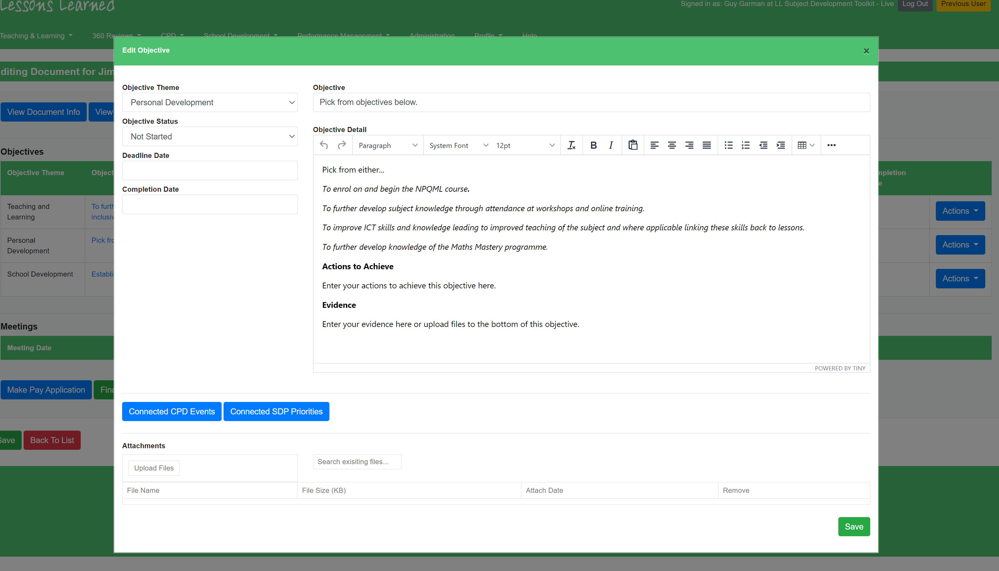 Lessons Learned
Signed in as: Guy Garman at LL Subject Development Toolkit - Live
Log Out
Previous User
Teaching & Learning
360 Reviews
CPD
School Development
Performance Management
Administration
Profile
Help
Edit Objective
×
diting Document for Jim
View Document Info
View
Objectives
Objective Theme
Object
mpletion
e
Teaching and
Learning
To furth
inclusiv
Actions
Personal
Development
Pick fro
Actions
School Development
Establi
Actions
Meetings
Meeting Date
Make Pay Application
Fina
Save
Back To List
Objective Theme
Personal Development
Objective Status
Not Started
Deadline Date
Completion Date
Objective
Pick from objectives below.
Objective Detail
Paragraph
System Font
12pt
B
I
Pick from either...
To enrol on and begin the NPQML course.
To further develop subject knowledge through attendance at workshops and online training.
To improve ICT skills and knowledge leading to improved teaching of the subject and where applicable linking these skills back to lessons.
To further develop knowledge of the Maths Mastery programme.
Actions to Achieve
Enter your actions to achieve this objective here.
Evidence
Enter your evidence here or upload files to the bottom of this objective.
POWERED BY TINY
Connected CPD Events
Connected SDP Priorities
Attachments
Upload Files
Search exisiting files...
File Name
File Size (KB)
Attach Date
Remove
Save